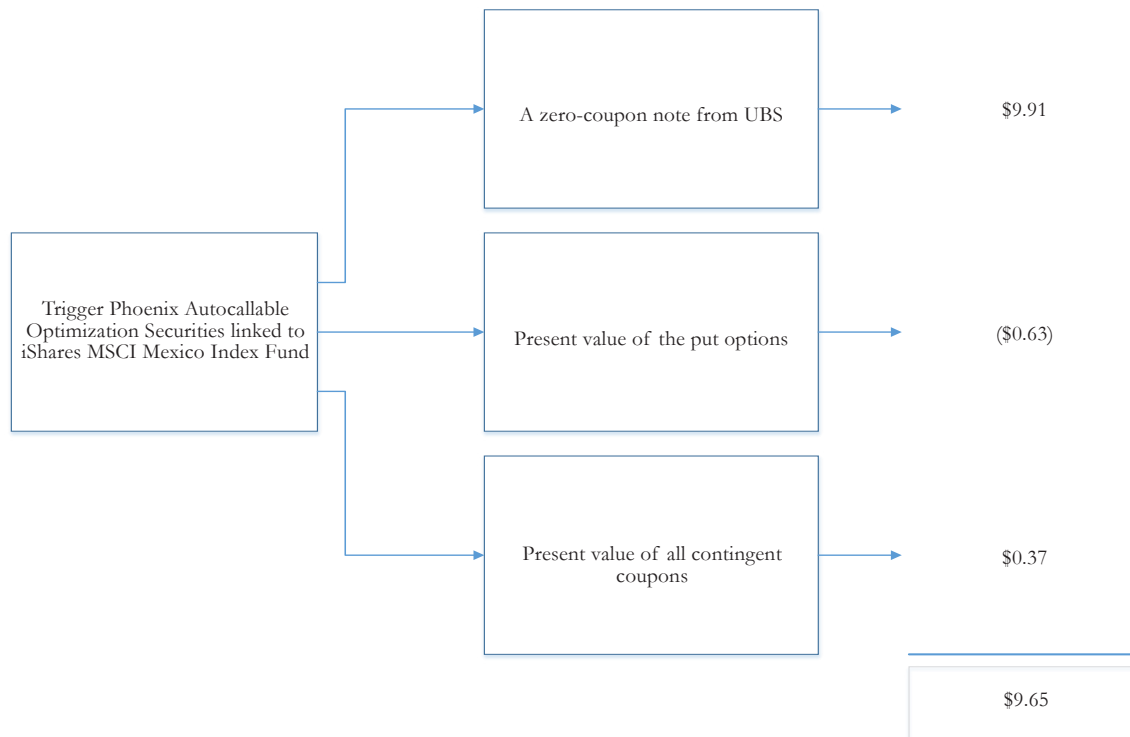 A zero-coupon note from UBS
$9.91
Trigger Phoenix Autocallable
Optimization Securities linked to
iShares MSCI Mexico Index Fund
Present value of the put options
($0.63)
Present value of all contingent
coupons
$0.37
$9.65